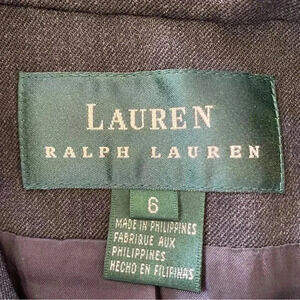 LAUREN
RALPH LAUREN
6
MADE IN PHILIPPINES
FABRIQUE AUX
PHILIPPINES
HECHO EN FILIPINAS